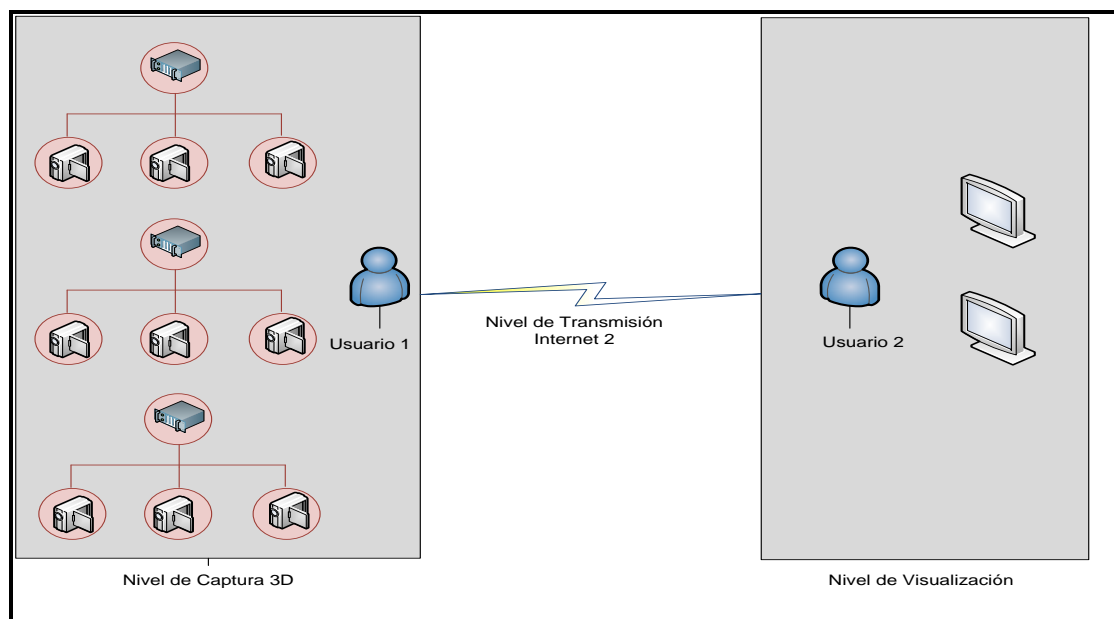 Usuario 1
Nivel de Transmisión
Internet 2
Usuario 2
Nivel de Captura 3D
Nivel de Visualización